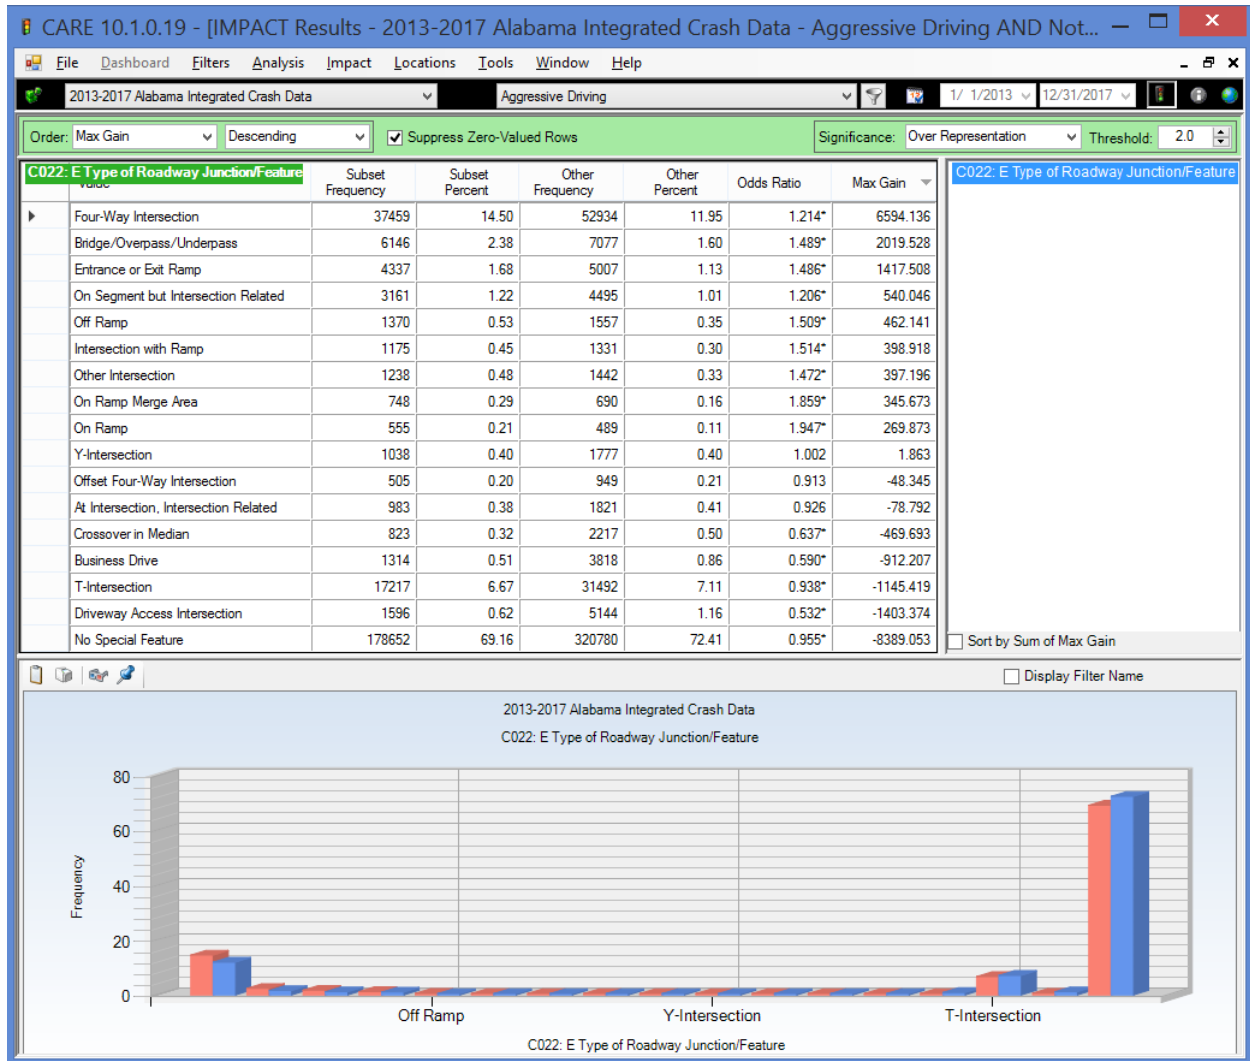 CARE 10.1.0.19 - [IMPACT Results - 2013-2017 Alabama Integrated Crash Data - Aggressive Driving AND Not...
File Dashboard Filters Analysis Impact Locations Tools Window Help
2013-2017 Alabama Integrated Crash Data Aggressive Driving 1/ 1/2013 12/31/2017
Order: Max Gain Descending Suppress Zero-Valued Rows Significance: Over Representation Threshold: 2.0
C022: E Type of Roadway Junction/Feature Subset Frequency Subset Percent Other Frequency Other Percent Odds Ratio Max Gain C022: E Type of Roadway Junction/Feature
Four-Way Intersection 37459 14.50 52934 11.95 1.214* 6594.136
Bridge/Overpass/Underpass 6146 2.38 7077 1.60 1.489* 2019.528
Entrance or Exit Ramp 4337 1.68 5007 1.13 1.486* 1417.508
On Segment but Intersection Related 3161 1.22 4495 1.01 1.206* 540.046
Off Ramp 1370 0.53 1557 0.35 1.509* 462.141
Intersection with Ramp 1175 0.45 1331 0.30 1.514* 398.918
Other Intersection 1238 0.48 1442 0.33 1.472* 397.196
On Ramp Merge Area 748 0.29 690 0.16 1.859* 345.673
On Ramp 555 0.21 489 0.11 1.947* 269.873
Y-Intersection 1038 0.40 1777 0.40 1.002 1.863
Offset Four-Way Intersection 505 0.20 949 0.21 0.913 -48.345
At Intersection, Intersection Related 983 0.38 1821 0.41 0.926 -78.792
Crossover in Median 823 0.32 2217 0.50 0.637* -469.693
Business Drive 1314 0.51 3818 0.86 0.590* -912.207
T-Intersection 17217 6.67 31492 7.11 0.938* -1145.419
Driveway Access Intersection 1596 0.62 5144 1.16 0.532* -1403.374
No Special Feature 178652 69.16 320780 72.41 0.955* -8389.053
Sort by Sum of Max Gain
Display Filter Name
2013-2017 Alabama Integrated Crash Data
C022: E Type of Roadway Junction/Feature
80
60
40
20
0
Frequency
Off Ramp Y-Intersection T-Intersection
C022: E Type of Roadway Junction/Feature